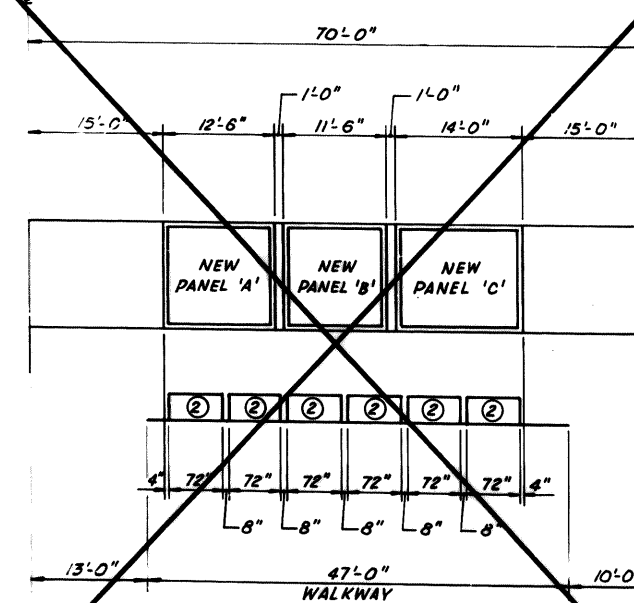 70'-0"
1'-0" 1'-0"
15'-0" 12'-6" 11'-6" 14'-0" 15'-0"
NEW NEW NEW
PANEL 'A' PANEL 'B' PANEL 'C'
2 2 2 2 2 2
4" 72" 72" 72" 72" 72" 72" 4"
8" 8" 8" 8" 8"
13'-0" 47'-0" 10'-0
WALKWAY